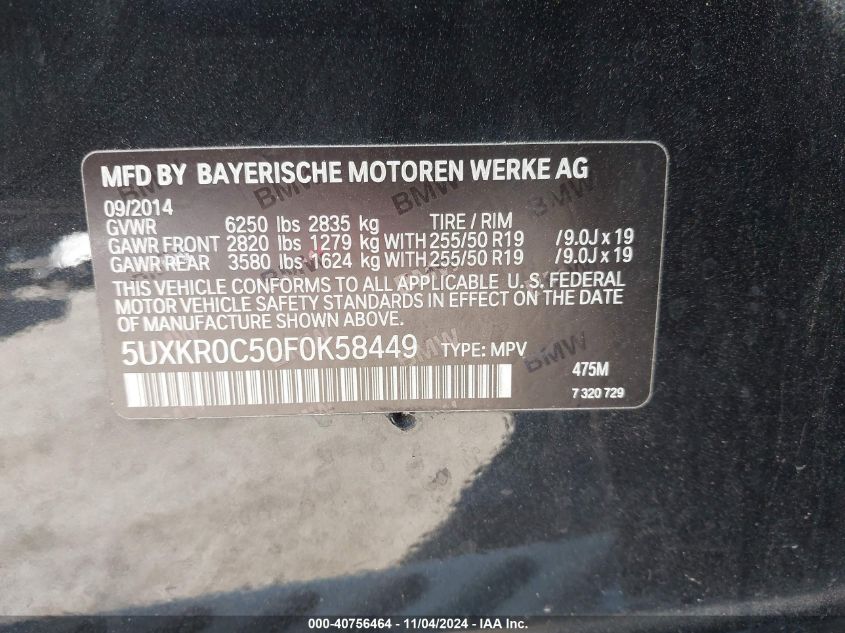 MFD BY BAYERISCHE MOTOREN WERKE AG
09/2014
GVWR 6250 lbs 2835 kg TIRE / RIM
GAWR FRONT 2820 lbs 1279 kg WITH 255/50 R19 /9.0J x 19
GAWR REAR 3580 lbs 1624 kg WITH 255/50 R19 /9.0J x 19
THIS VEHICLE CONFORMS TO ALL APPLICABLE U. S. FEDERAL
MOTOR VEHICLE SAFETY STANDARDS IN EFFECT ON THE DATE
OF MANUFACTURE SHOWN ABOVE.
5UXKR0C50F0K58449 TYPE: MPV
475M
7 320 729
000-40756464 - 11/04/2024 - IAA Inc.